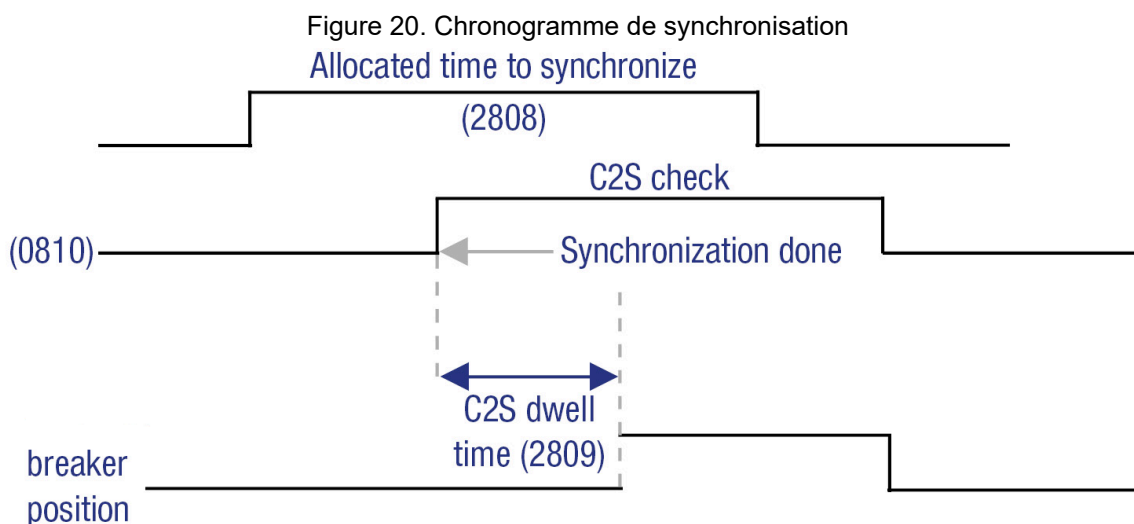 Figure 20. Chronogramme de synchronisation
Allocated time to synchronize
(2808)
C2S check
(0810)
Synchronization done
C2S dwell
time (2809)
breaker
position